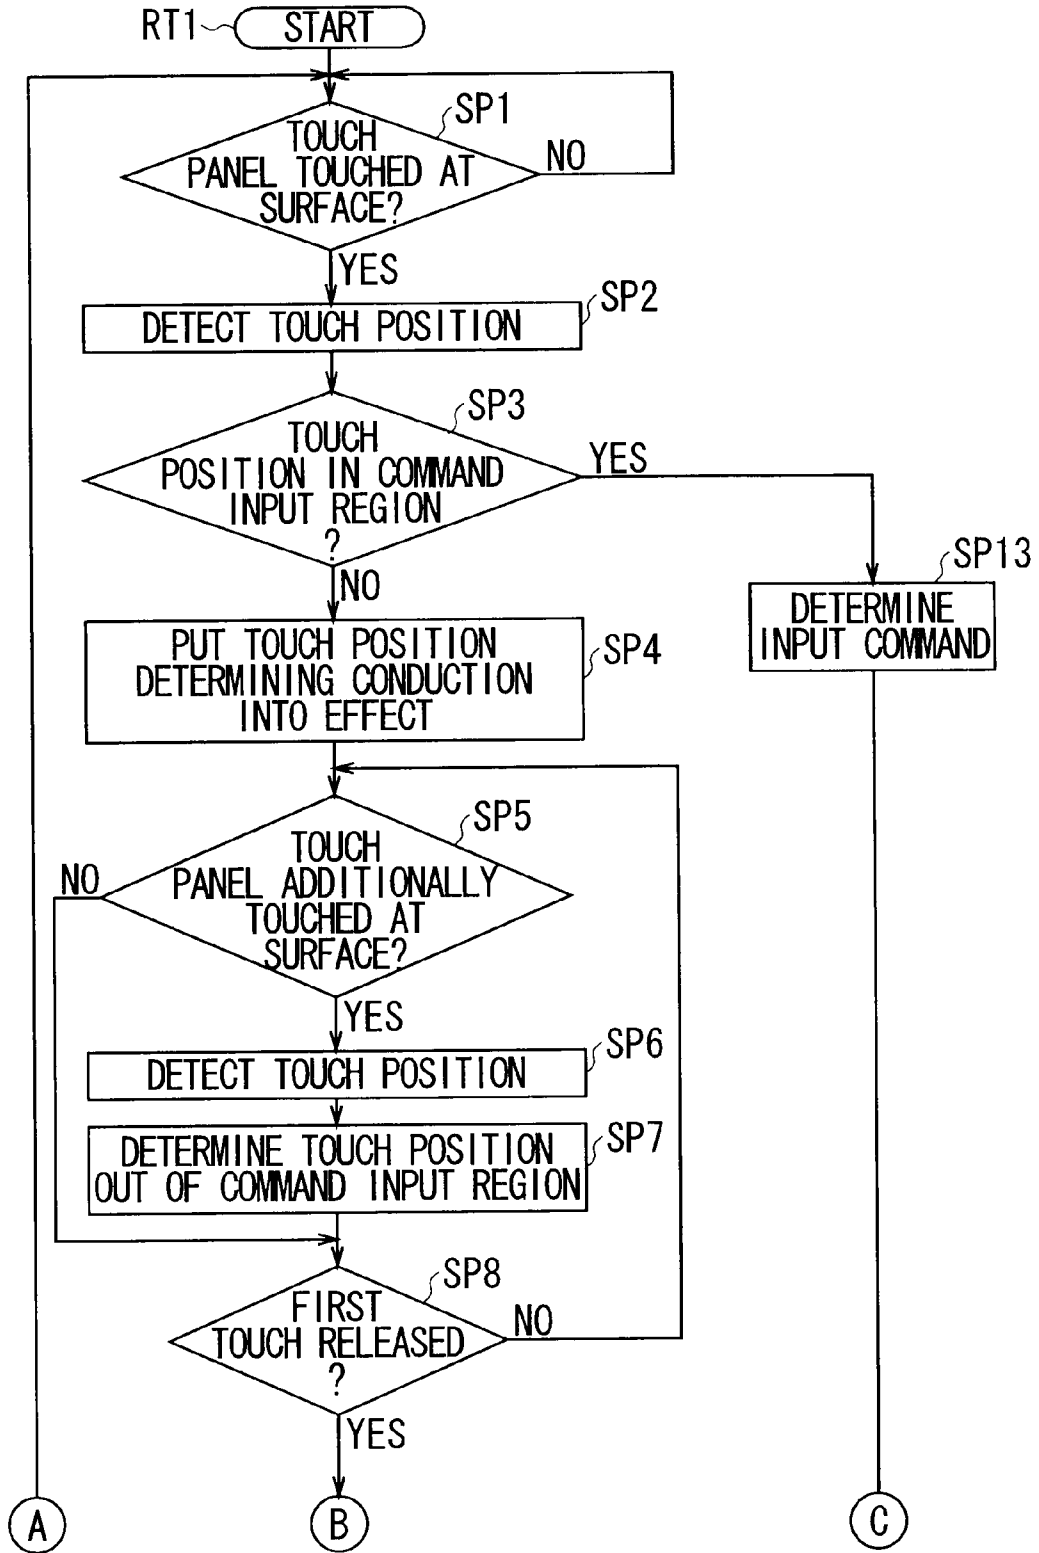 RT1
START
SP1
TOUCH
PANEL TOUCHED AT
SURFACE?
NO
YES
SP2
DETECT TOUCH POSITION
SP3
TOUCH
POSITION IN COMMAND
INPUT REGION
?
YES
NO
SP13
DETERMINE
INPUT COMMAND
SP4
PUT TOUCH POSITION
DETERMINING CONDUCTION
INTO EFFECT
SP5
TOUCH
PANEL ADDITIONALLY
TOUCHED AT
SURFACE?
NO
YES
SP6
DETECT TOUCH POSITION
SP7
DETERMINE TOUCH POSITION
OUT OF COMMAND INPUT REGION
SP8
FIRST
TOUCH RELEASED
?
NO
YES
A
B
C